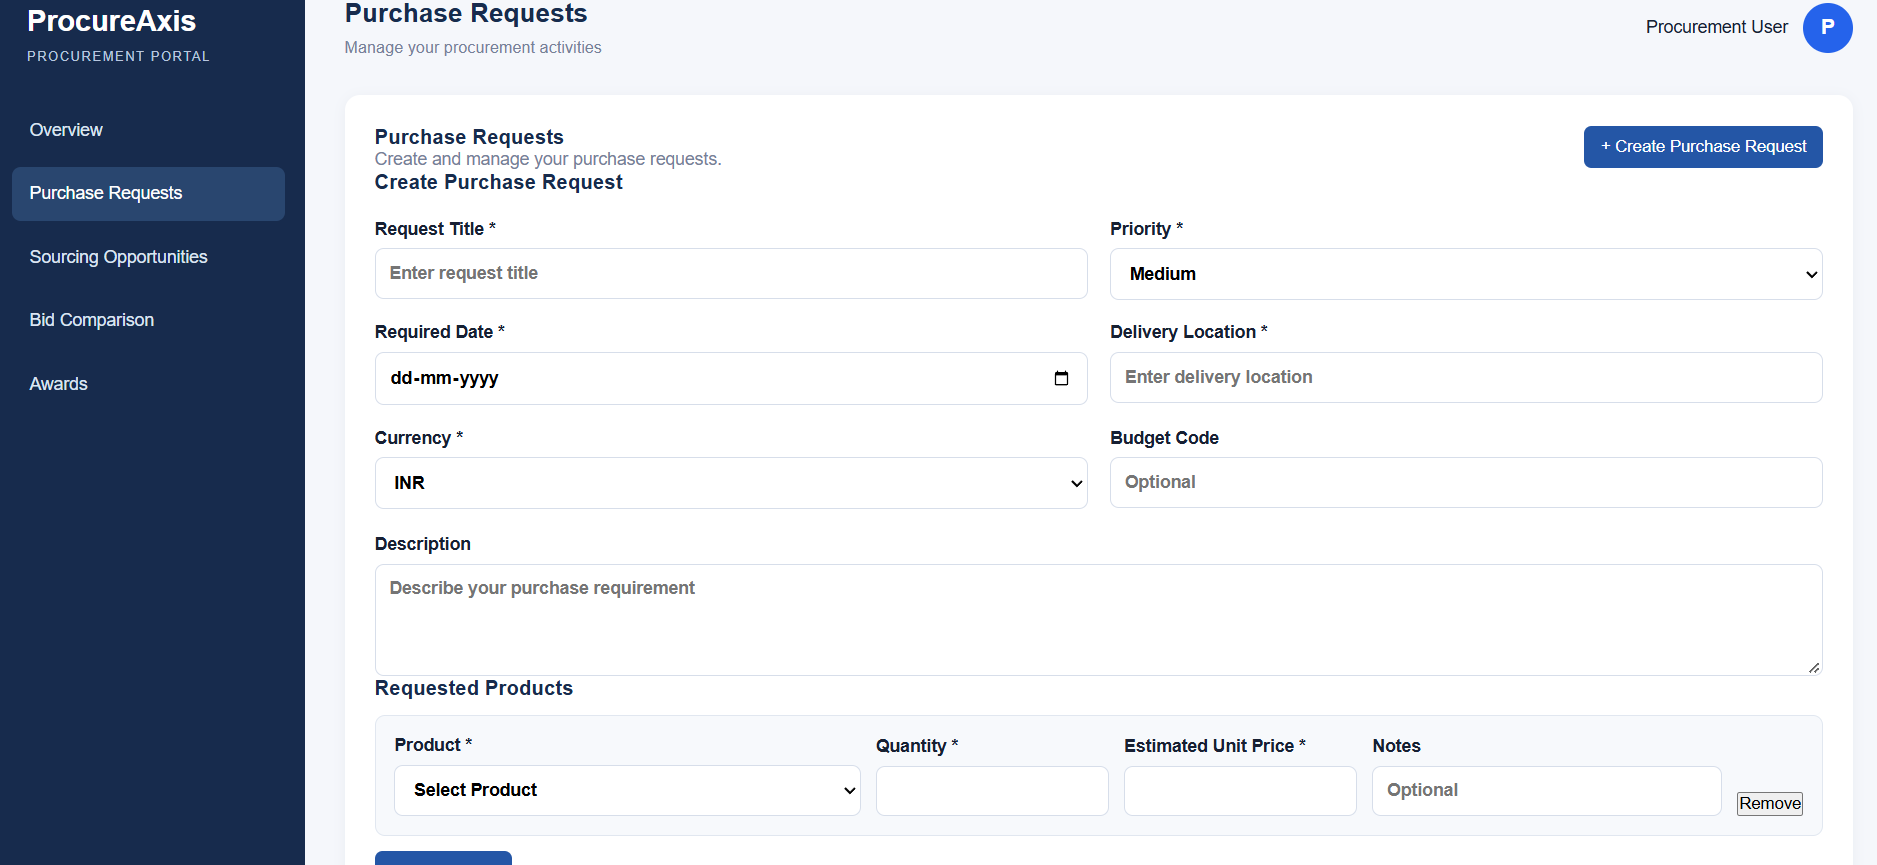 ProcureAxis
PROCUREMENT PORTAL
Overview
Purchase Requests
Sourcing Opportunities
Bid Comparison
Awards
Purchase Requests
Manage your procurement activities
Procurement User
P
Purchase Requests
Create and manage your purchase requests.
+ Create Purchase Request
Create Purchase Request
Request Title *
Priority *
Enter request title
Medium
Required Date *
Delivery Location *
dd-mm-yyyy
Enter delivery location
Currency *
Budget Code
INR
Optional
Description
Describe your purchase requirement
Requested Products
Product *
Quantity *
Estimated Unit Price *
Notes
Select Product
Optional
Remove